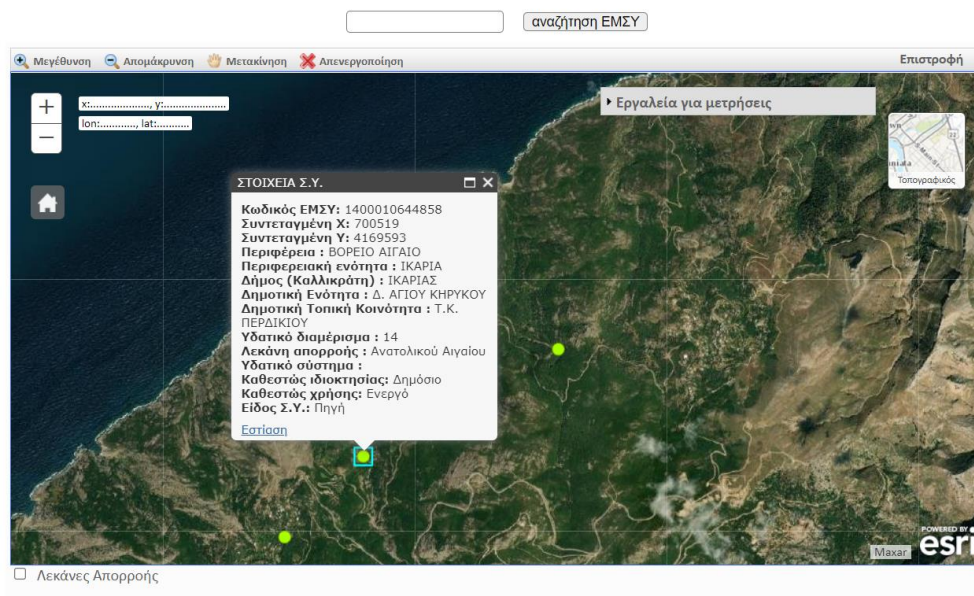 αναζήτηση ΕΜΣΥ
Μεγέθυνση Απομάκρυνση Μετακίνηση Απενεργοποίηση Επιστροφή
+
−
x:....................., y:.....................
lon:............, lat:...........
Εργαλεία για μετρήσεις
Τοπογραφικός
ΣΤΟΙΧΕΙΑ Σ.Υ.
Κωδικός ΕΜΣΥ: 1400010644858
Συντεταγμένη Χ: 700519
Συντεταγμένη Υ: 4169593
Περιφέρεια : ΒΟΡΕΙΟ ΑΙΓΑΙΟ
Περιφερειακή ενότητα : ΙΚΑΡΙΑ
Δήμος (Καλλικράτη) : ΙΚΑΡΙΑΣ
Δημοτική Ενότητα : Δ. ΑΓΙΟΥ ΚΗΡΥΚΟΥ
Δημοτική Τοπική Κοινότητα : Τ.Κ.
ΠΕΡΔΙΚΙΟΥ
Υδατικό διαμέρισμα : 14
Λεκάνη απορροής : Ανατολικού Αιγαίου
Υδατικό σύστημα :
Καθεστώς ιδιοκτησίας: Δημόσιο
Καθεστώς χρήσης: Ενεργό
Είδος Σ.Υ.: Πηγή
Εστίαση
POWERED BY
esri
Maxar
Λεκάνες Απορροής